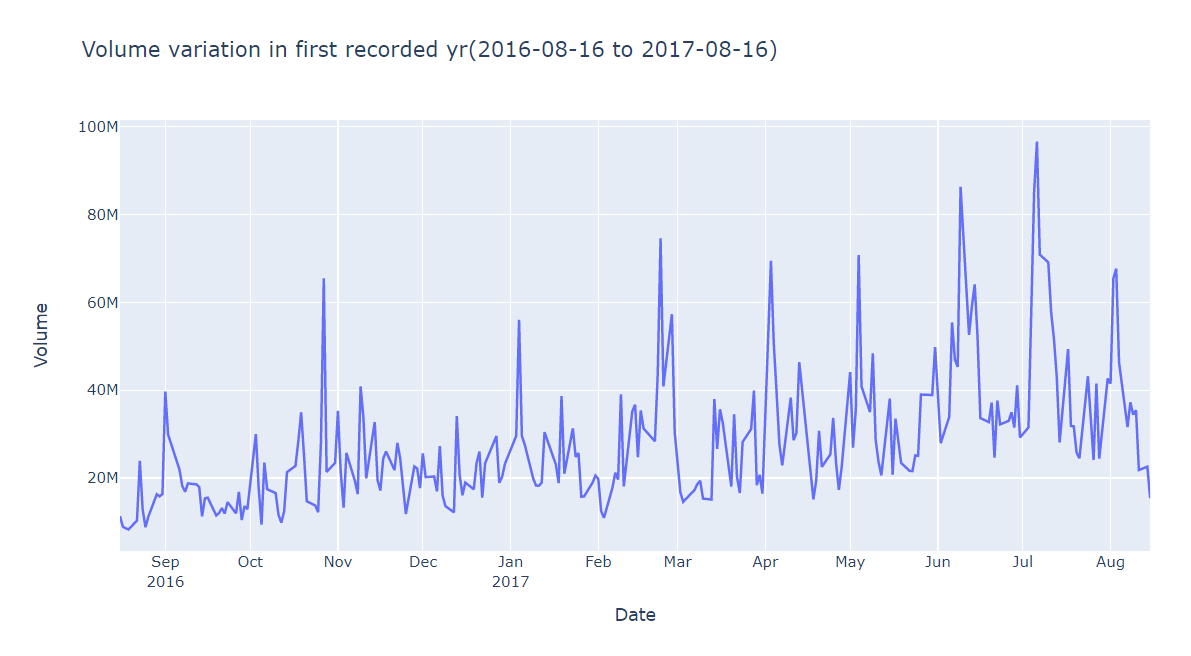 Volume variation in first recorded yr(2016-08-16 to 2017-08-16)
100M
80M
60M
40M
20M
Volume
Sep Oct Nov Dec Jan Feb Mar Apr May Jun Jul Aug
2016 2017
Date